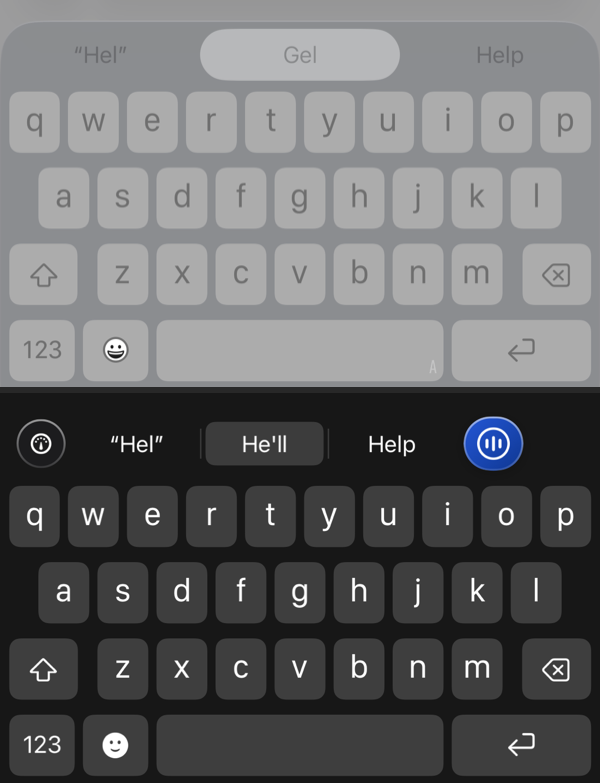 “Hel” Gel Help
q w e r t y u i o p
a s d f g h j k l
z x c v b n m
123 A
“Hel” He'll Help
q w e r t y u i o p
a s d f g h j k l
z x c v b n m
123